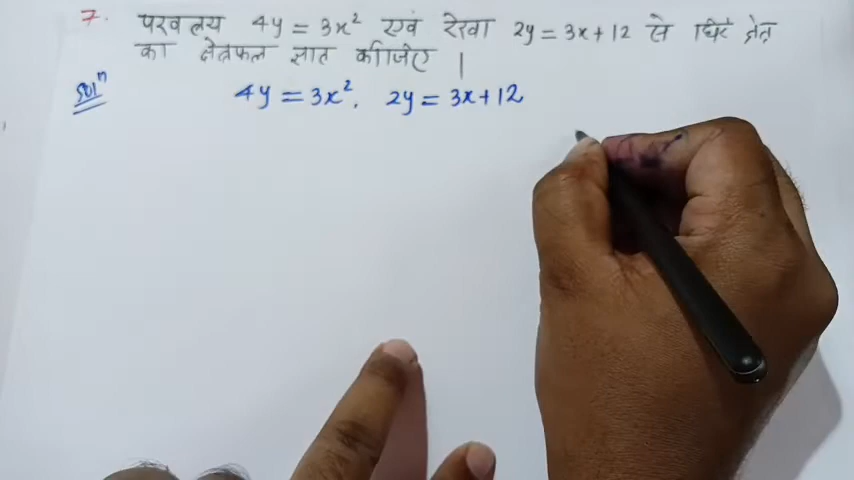 7. परवलय 4y = 3x² एवं रेखा 2y = 3x + 12 से घिरे क्षेत्र
का क्षेत्रफल ज्ञात कीजिए |
Solⁿ 4y = 3x², 2y = 3x + 12